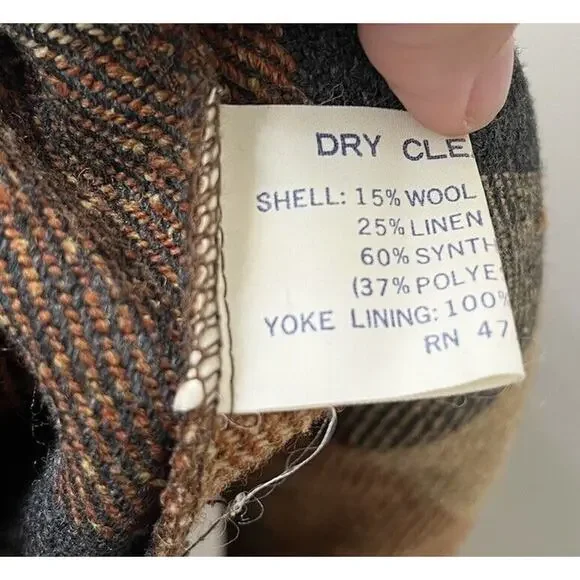 DRY CLE
SHELL: 15% WOOL
25% LINEN
60% SYNTH
(37% POLYE
YOKE LINING: 100%
RN 47